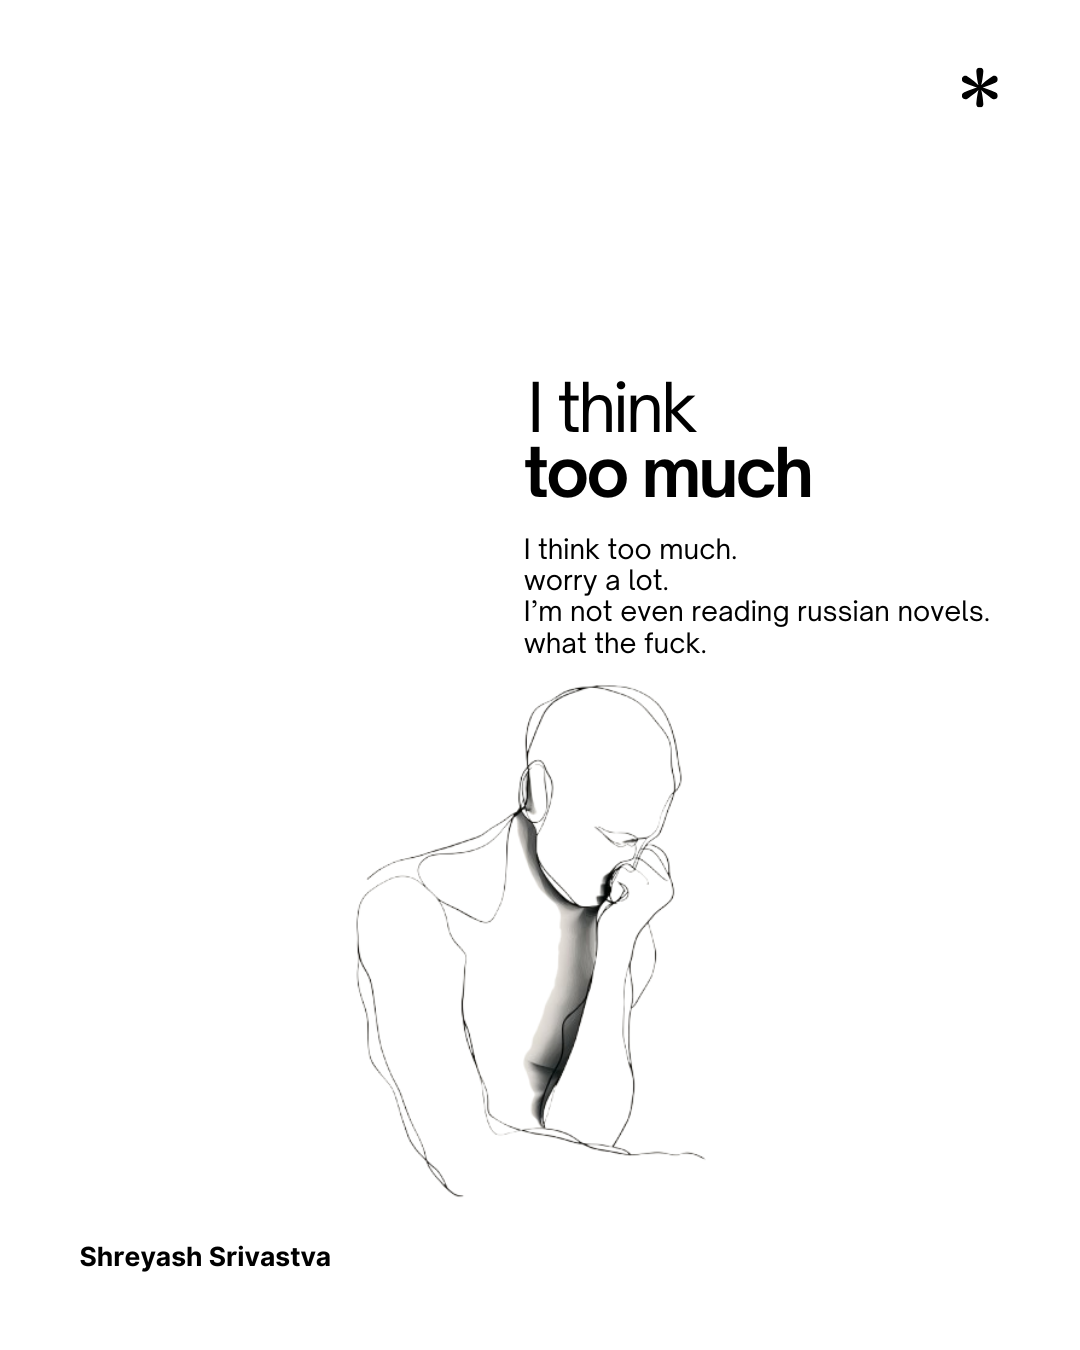 *
I think
too much
I think too much.
worry a lot.
I’m not even reading russian novels.
what the fuck.
Shreyash Srivastva